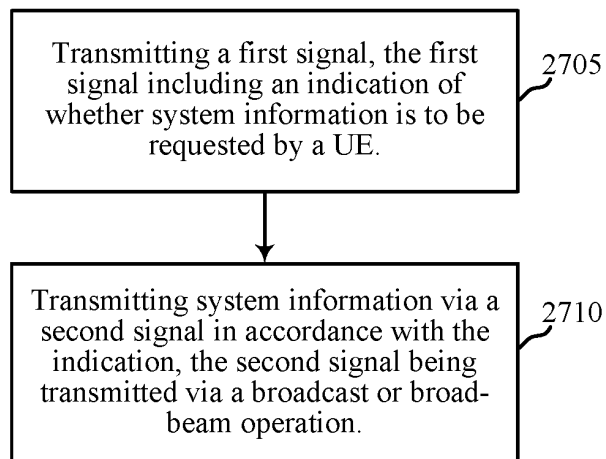 Transmitting a first signal, the first
signal including an indication of
whether system information is to be
requested by a UE.
2705
Transmitting system information via a
second signal in accordance with the
indication, the second signal being
transmitted via a broadcast or broad-
beam operation.
2710